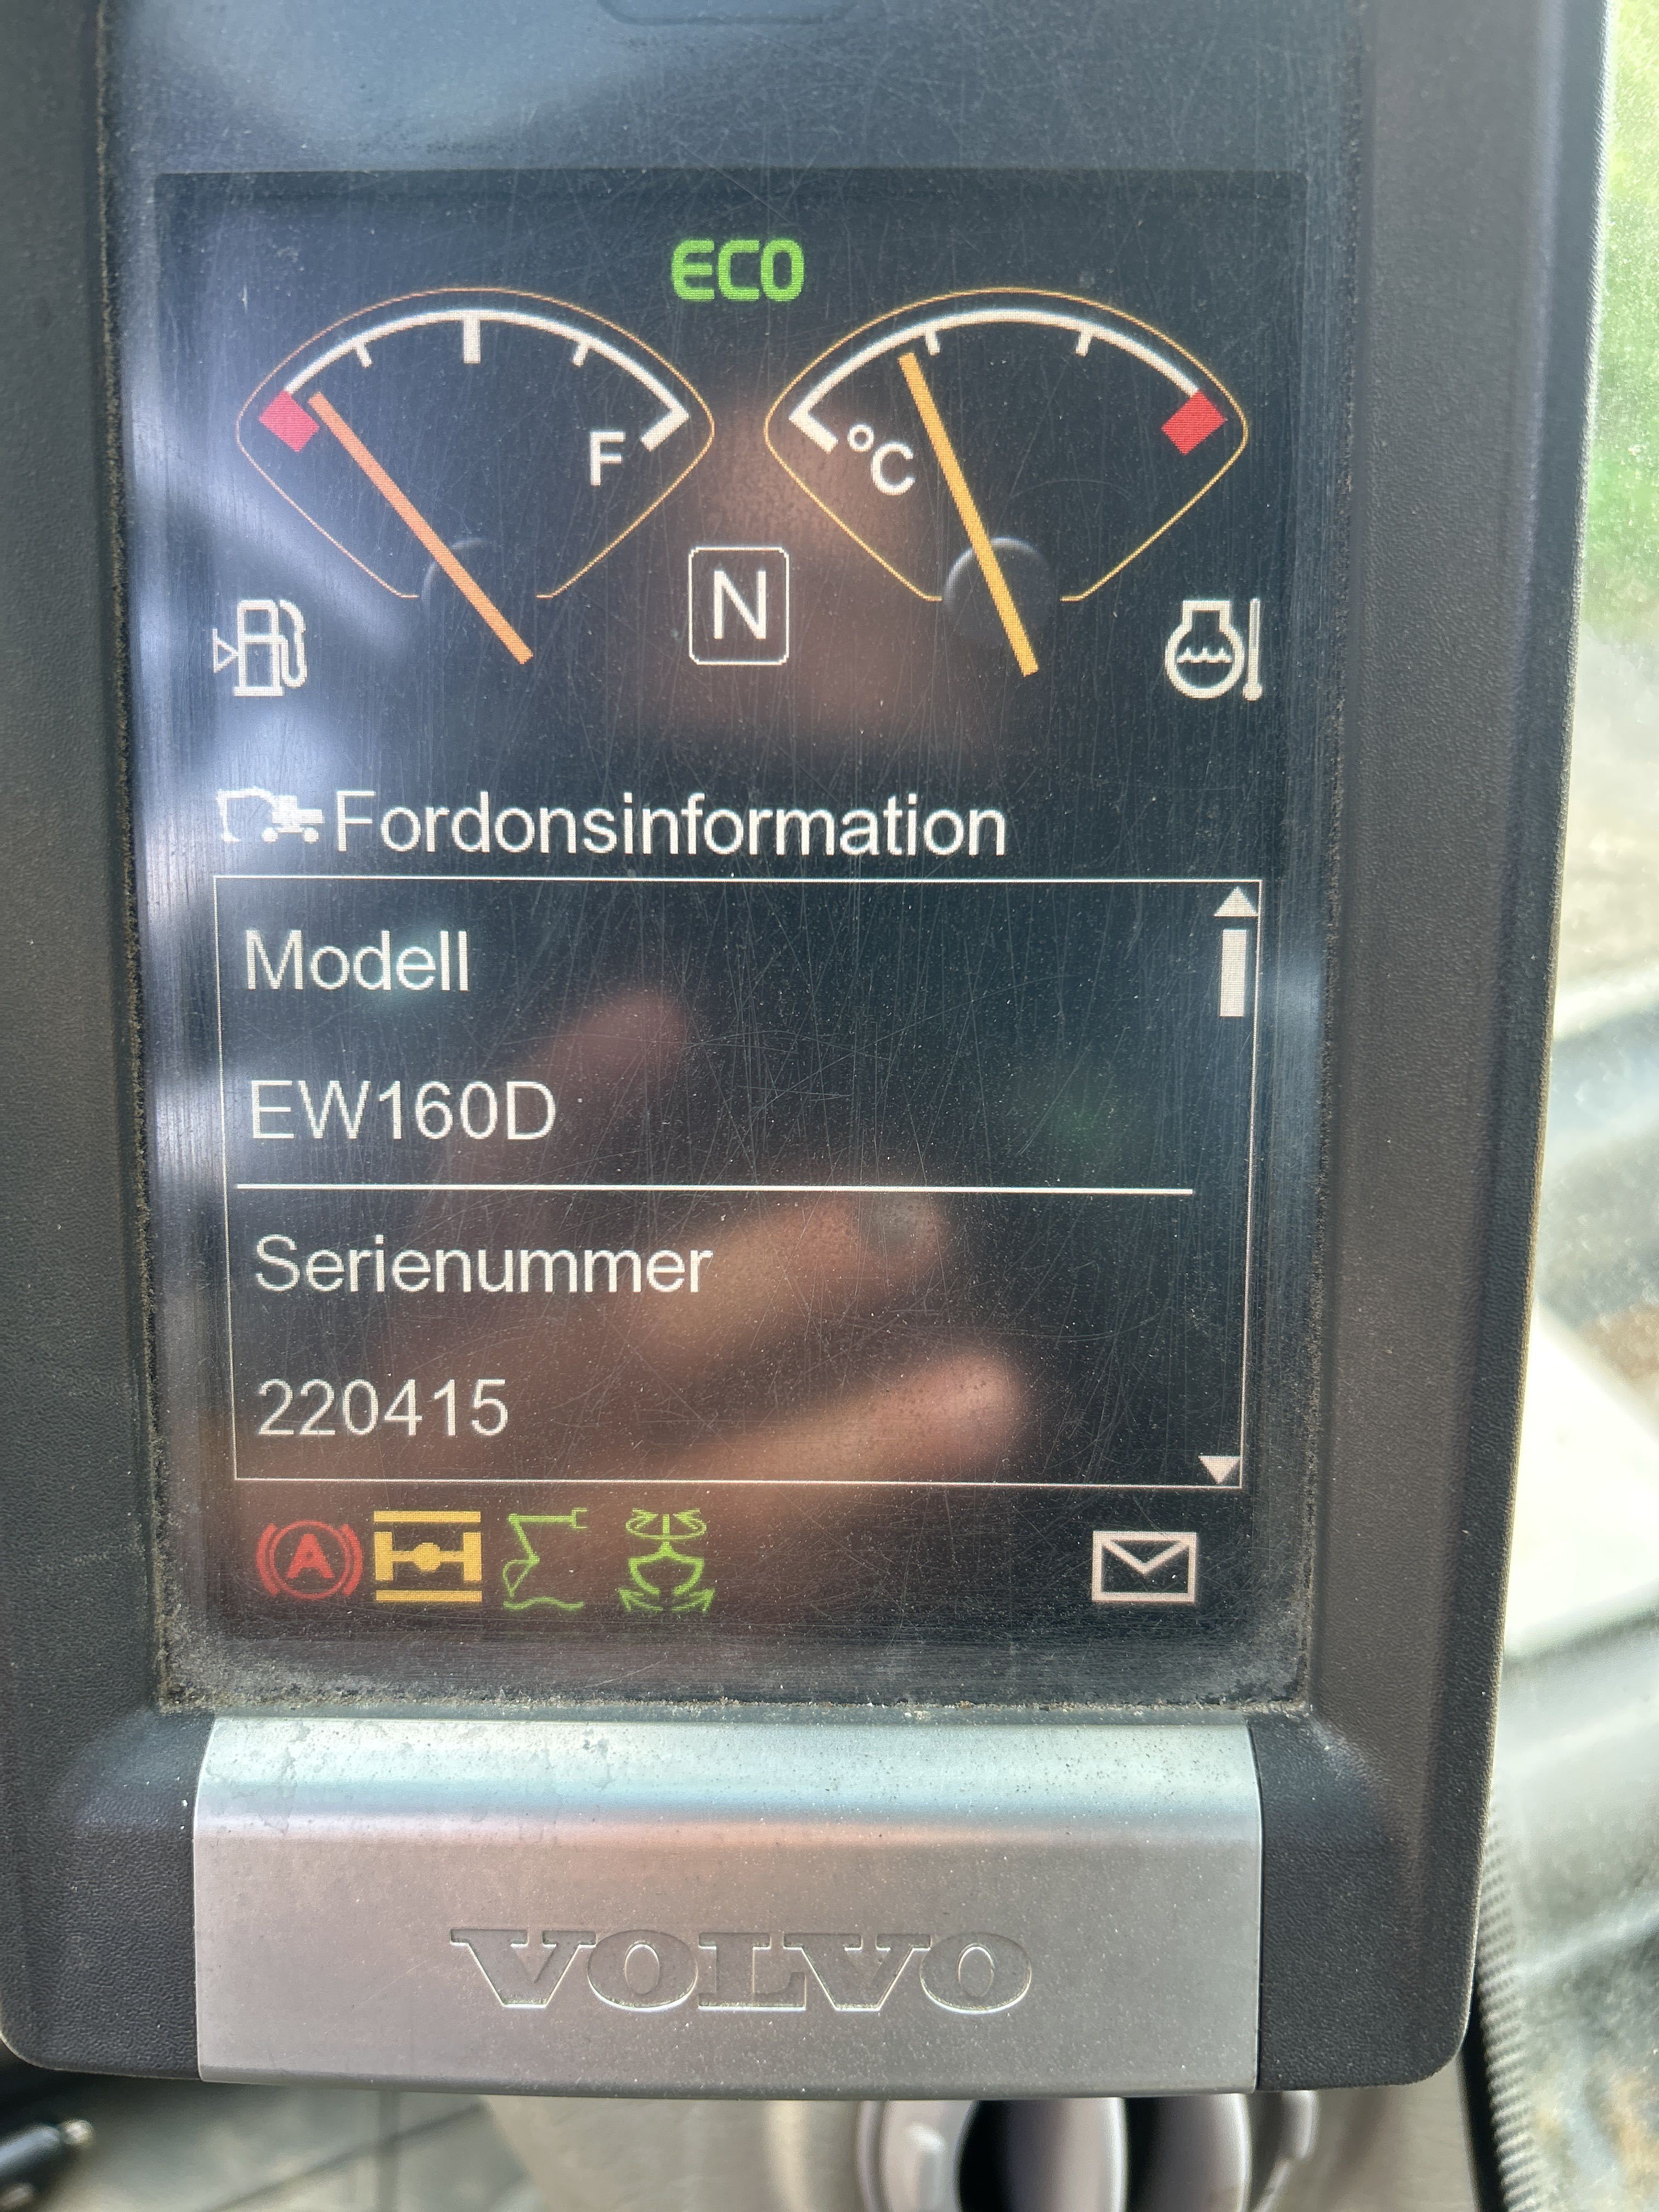 ECO
F
°C
N
Fordonsinformation
Modell
EW160D
Serienummer
220415
A
VOLVO